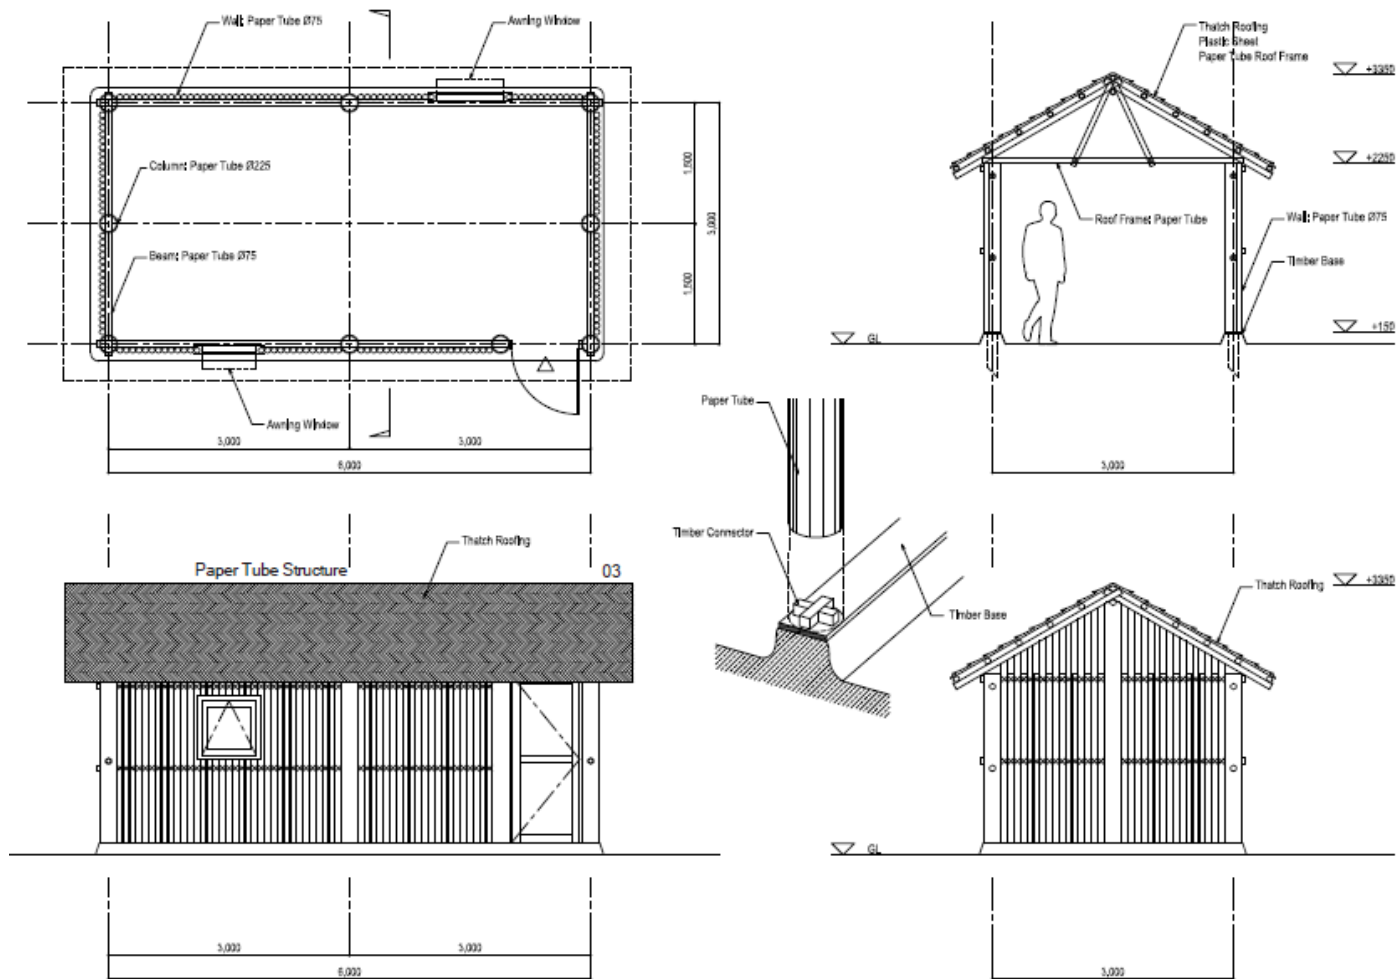 Wall: Paper Tube Ø75
Awning Window
Column: Paper Tube Ø225
Beam: Paper Tube Ø75
Awning Window
1,500
1,500
3,000
3,000
3,000
6,000
Thatch Roofing
Plastic Sheet
Paper Tube Roof Frame
+3350
+2250
Roof Frame: Paper Tube
Wall: Paper Tube Ø75
Timber Base
+150
GL
3,000
Paper Tube
Timber Connector
Timber Base
Thatch Roofing
Paper Tube Structure 03
3,000
3,000
6,000
Thatch Roofing
+3350
GL
3,000